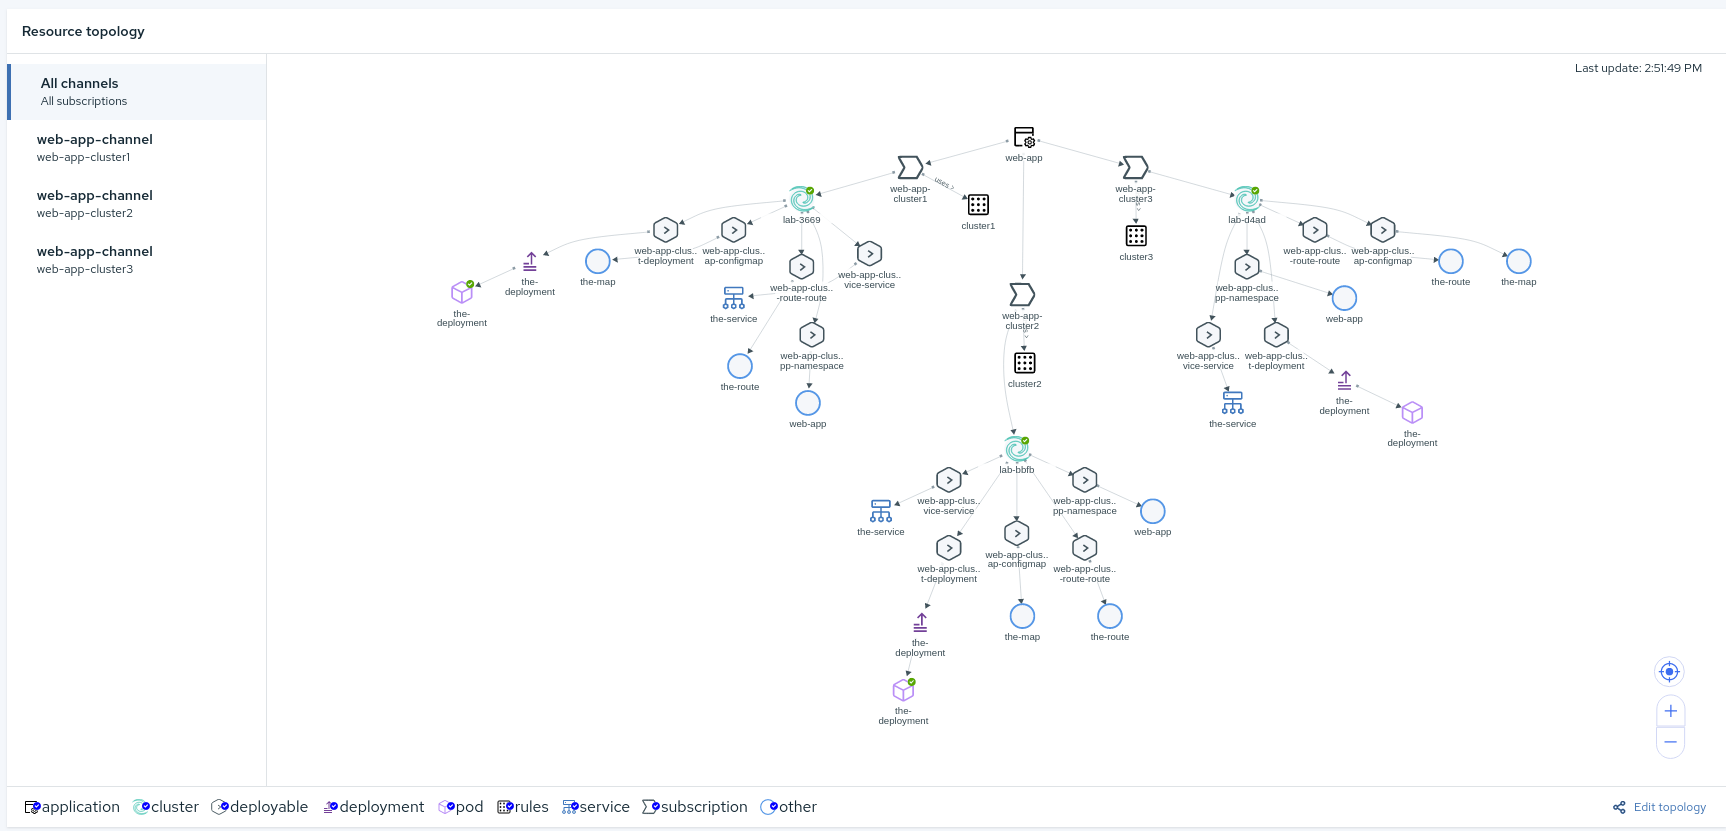 Resource topology
All channels
All subscriptions
web-app-channel
web-app-cluster1
web-app-channel
web-app-cluster2
web-app-channel
web-app-cluster3
Last update: 2:51:49 PM
web-app
web-app-
cluster1
uses >
cluster1
web-app-
cluster3
cluster3
lab-3669
lab-d4ad
web-app-clus..
t-deployment
web-app-clus..
ap-configmap
web-app-clus..
vice-service
web-app-clus..
-route-route
the-
deployment
the-map
the-
deployment
the-service
the-route
web-app-clus..
pp-namespace
web-app
web-app-
cluster2
cluster2
web-app-clus..
-route-route
web-app-clus..
ap-configmap
the-route
the-map
web-app-clus..
pp-namespace
web-app
web-app-clus..
vice-service
web-app-clus..
t-deployment
the-service
the-
deployment
the-
deployment
lab-bbfb
web-app-clus..
vice-service
web-app-clus..
pp-namespace
the-service
web-app
web-app-clus..
t-deployment
web-app-clus..
ap-configmap
web-app-clus..
-route-route
the-
deployment
the-map
the-route
the-
deployment
application
cluster
deployable
deployment
pod
rules
service
subscription
other
Edit topology